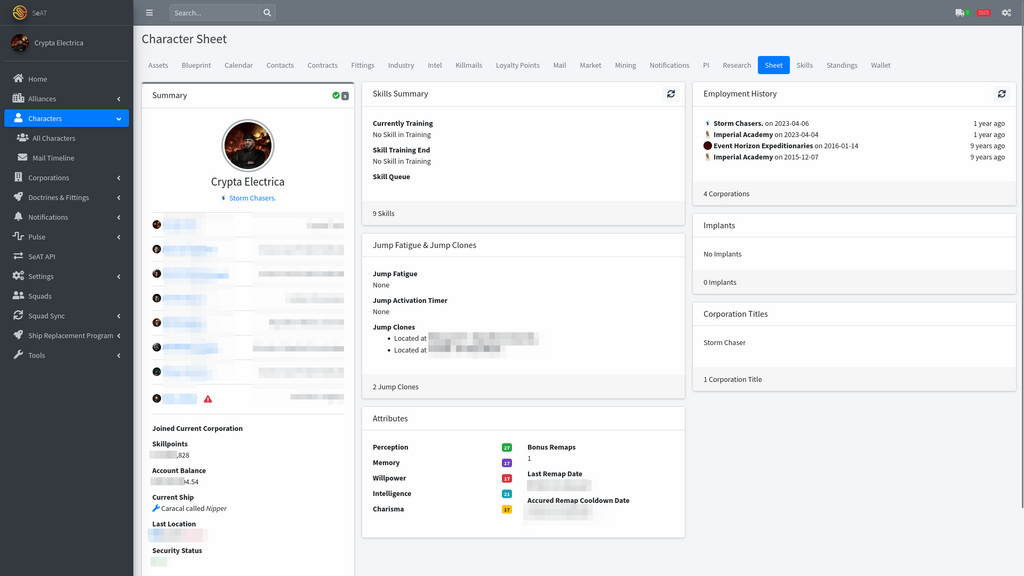 SeAT
Search...
Crypta Electrica
Home
Alliances
Characters
All Characters
Mail Timeline
Corporations
Doctrines & Fittings
Notifications
Pulse
SeAT API
Settings
Squads
Squad Sync
Ship Replacement Program
Tools
Character Sheet
Assets Blueprint Calendar Contacts Contracts Fittings Industry Intel Killmails Loyalty Points Mail Market Mining Notifications PI Research Sheet Skills Standings Wallet
Summary
Crypta Electrica
Storm Chasers.
Joined Current Corporation
Skillpoints
,828
Account Balance
4.54
Current Ship
Caracal called Nipper
Last Location
Security Status
Skills Summary
Currently Training
No Skill in Training
Skill Training End
No Skill in Training
Skill Queue
9 Skills
Jump Fatigue & Jump Clones
Jump Fatigue
None
Jump Activation Timer
None
Jump Clones
Located at
Located at
2 Jump Clones
Attributes
Perception 27
Memory 17
Willpower 17
Intelligence 21
Charisma 17
Bonus Remaps
1
Last Remap Date
Accured Remap Cooldown Date
Employment History
Storm Chasers. on 2023-04-06 1 year ago
Imperial Academy on 2023-04-04 1 year ago
Event Horizon Expeditionaries on 2016-01-14 9 years ago
Imperial Academy on 2015-12-07 9 years ago
4 Corporations
Implants
No Implants
0 Implants
Corporation Titles
Storm Chaser
1 Corporation Title